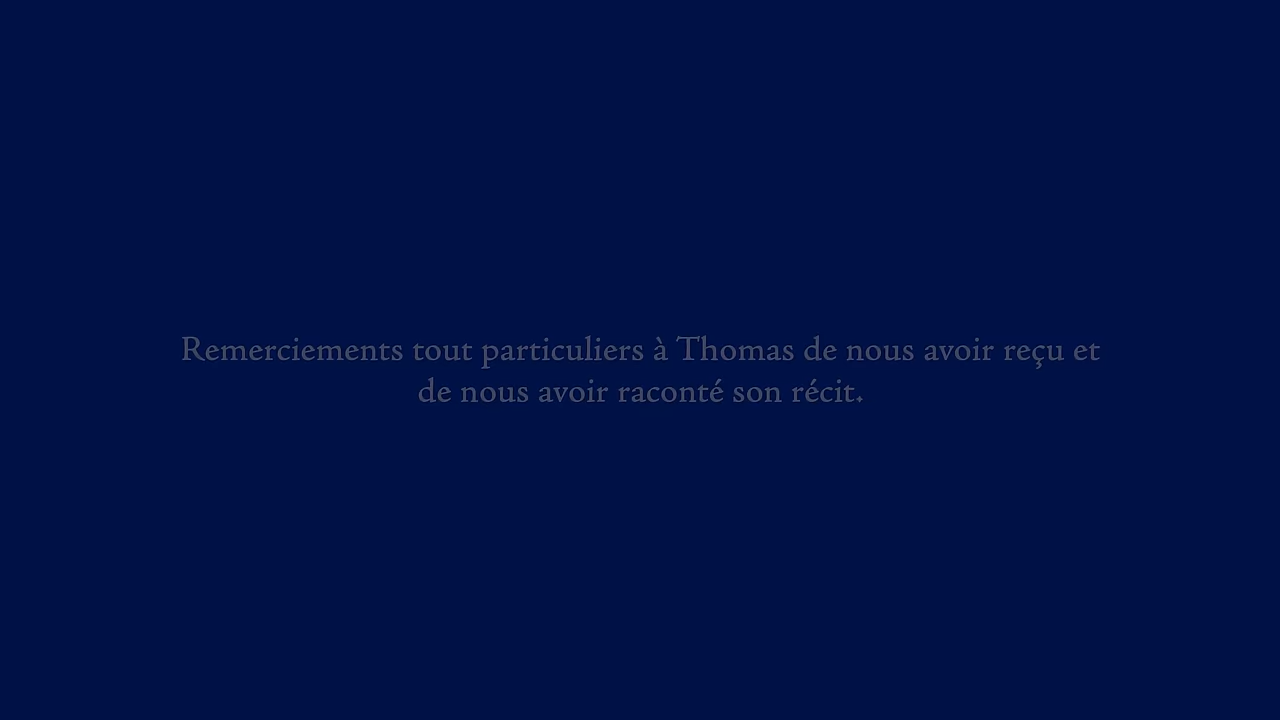 Remerciements tout particuliers à Thomas de nous avoir reçu et
de nous avoir raconté son récit.